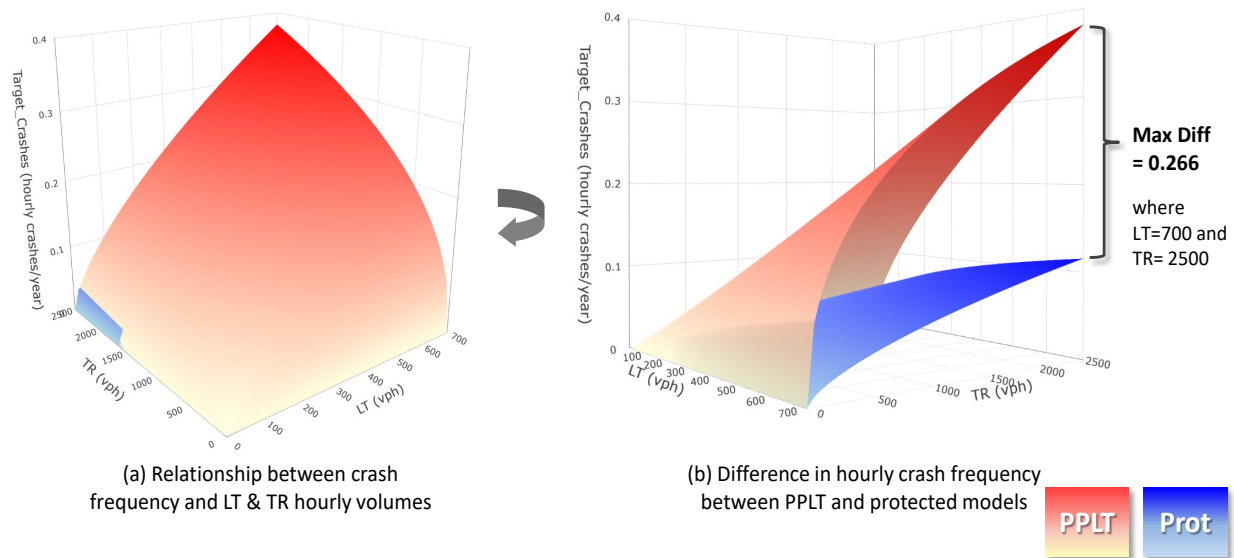 0.4
0.3
0.2
0.1
Target_Crashes (hourly crashes/year)
2500
0
2000
1500
1000
500
0
TR (vph)
0
100
200
300
400
500
600
700
LT (vph)
(a) Relationship between crash
frequency and LT & TR hourly volumes
0.4
0.3
0.2
0.1
0
Target_Crashes (hourly crashes/year)
100
200
300
400
500
600
700
LT (vph)
0
500
1000
1500
2000
2500
TR (vph)
Max Diff
= 0.266
where
LT=700 and
TR= 2500
(b) Difference in hourly crash frequency
between PPLT and protected models
PPLT
Prot